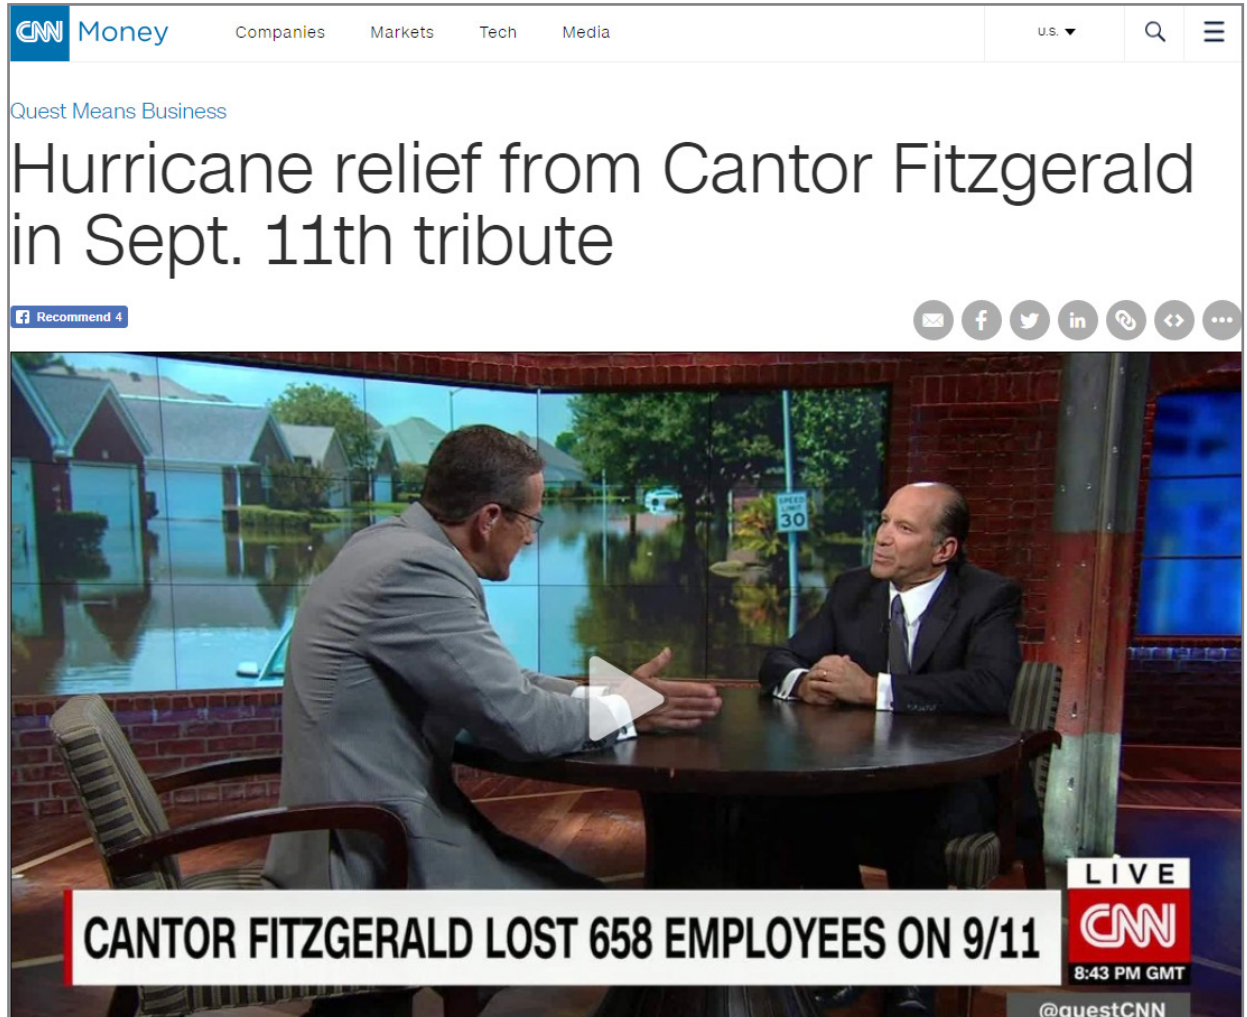 CNN Money Companies Markets Tech Media U.S.
Quest Means Business
Hurricane relief from Cantor Fitzgerald
in Sept. 11th tribute
Recommend 4
SPEED
LIMIT
30
LIVE
CANTOR FITZGERALD LOST 658 EMPLOYEES ON 9/11
CNN
8:43 PM GMT
@questCNN